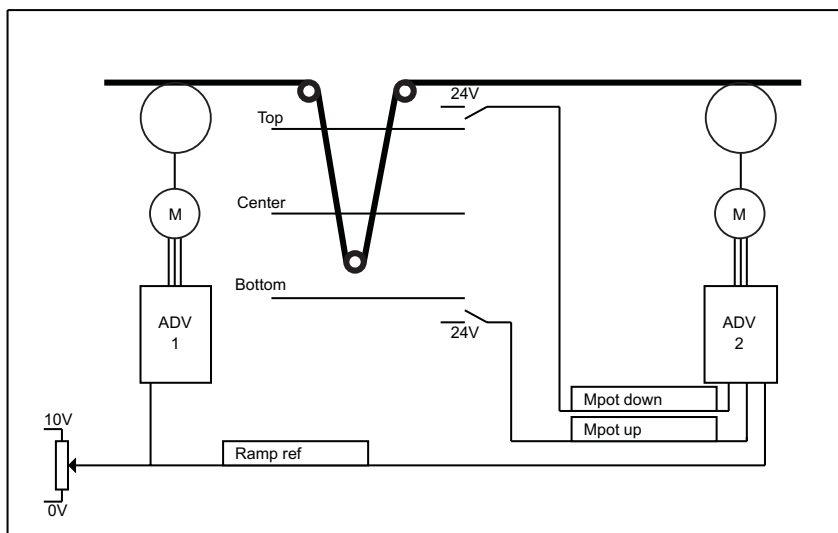 24V
Top
Center
M
M
Bottom
ADV
1
24V
ADV
2
Mpot down
10V
Mpot up
Ramp ref
0V